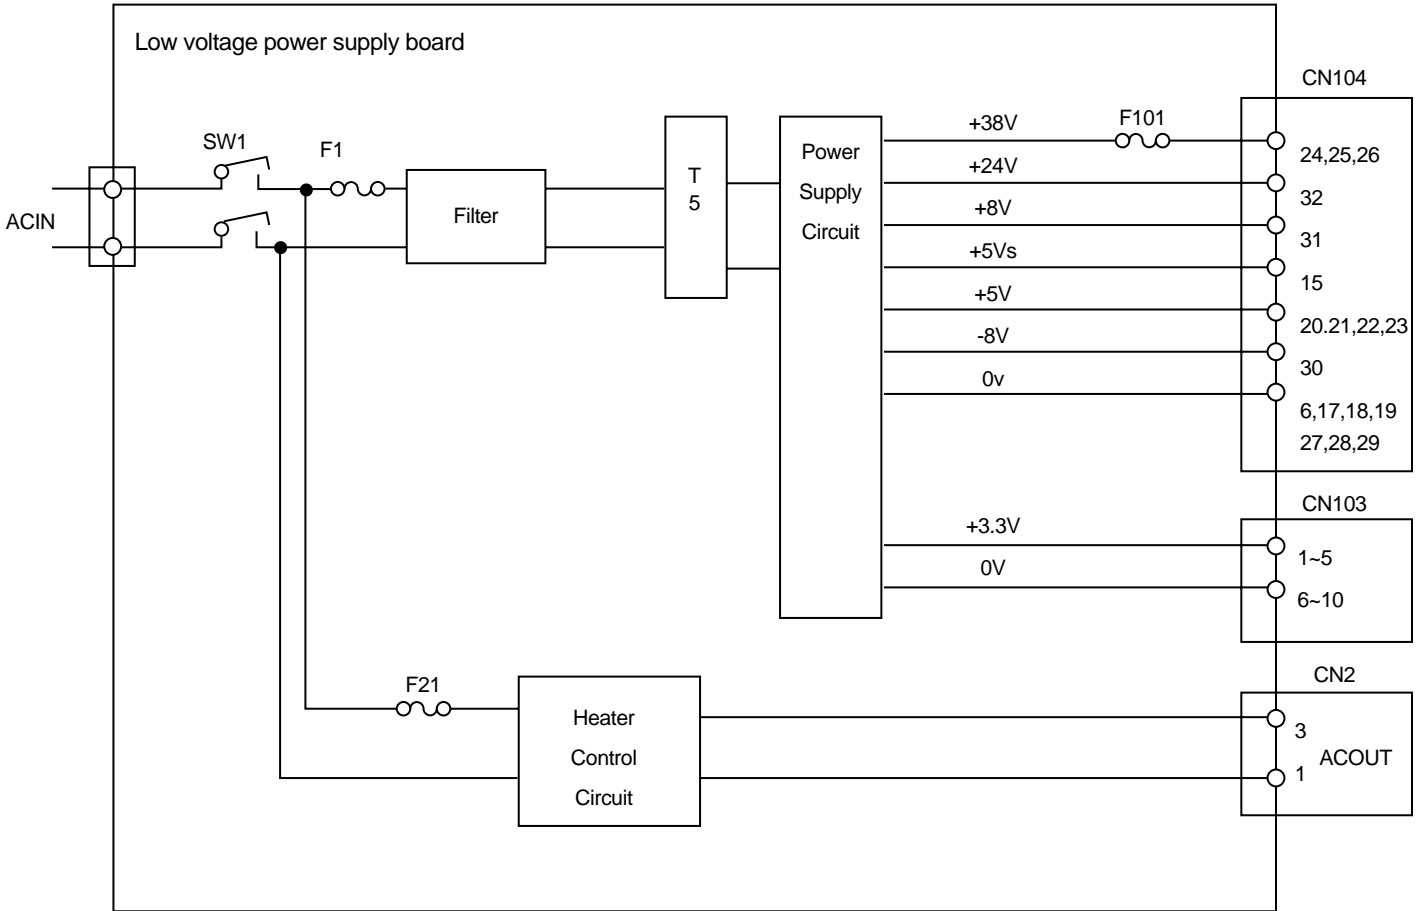 Low voltage power supply board
CN104
SW1
F1
ACIN
Filter
T
5
Power
Supply
Circuit
+38V
F101
24,25,26
+24V
32
+8V
31
+5Vs
15
+5V
20.21,22,23
-8V
30
0v
6,17,18,19
27,28,29
CN103
+3.3V
1~5
0V
6~10
CN2
F21
Heater
Control
Circuit
3
ACOUT
1